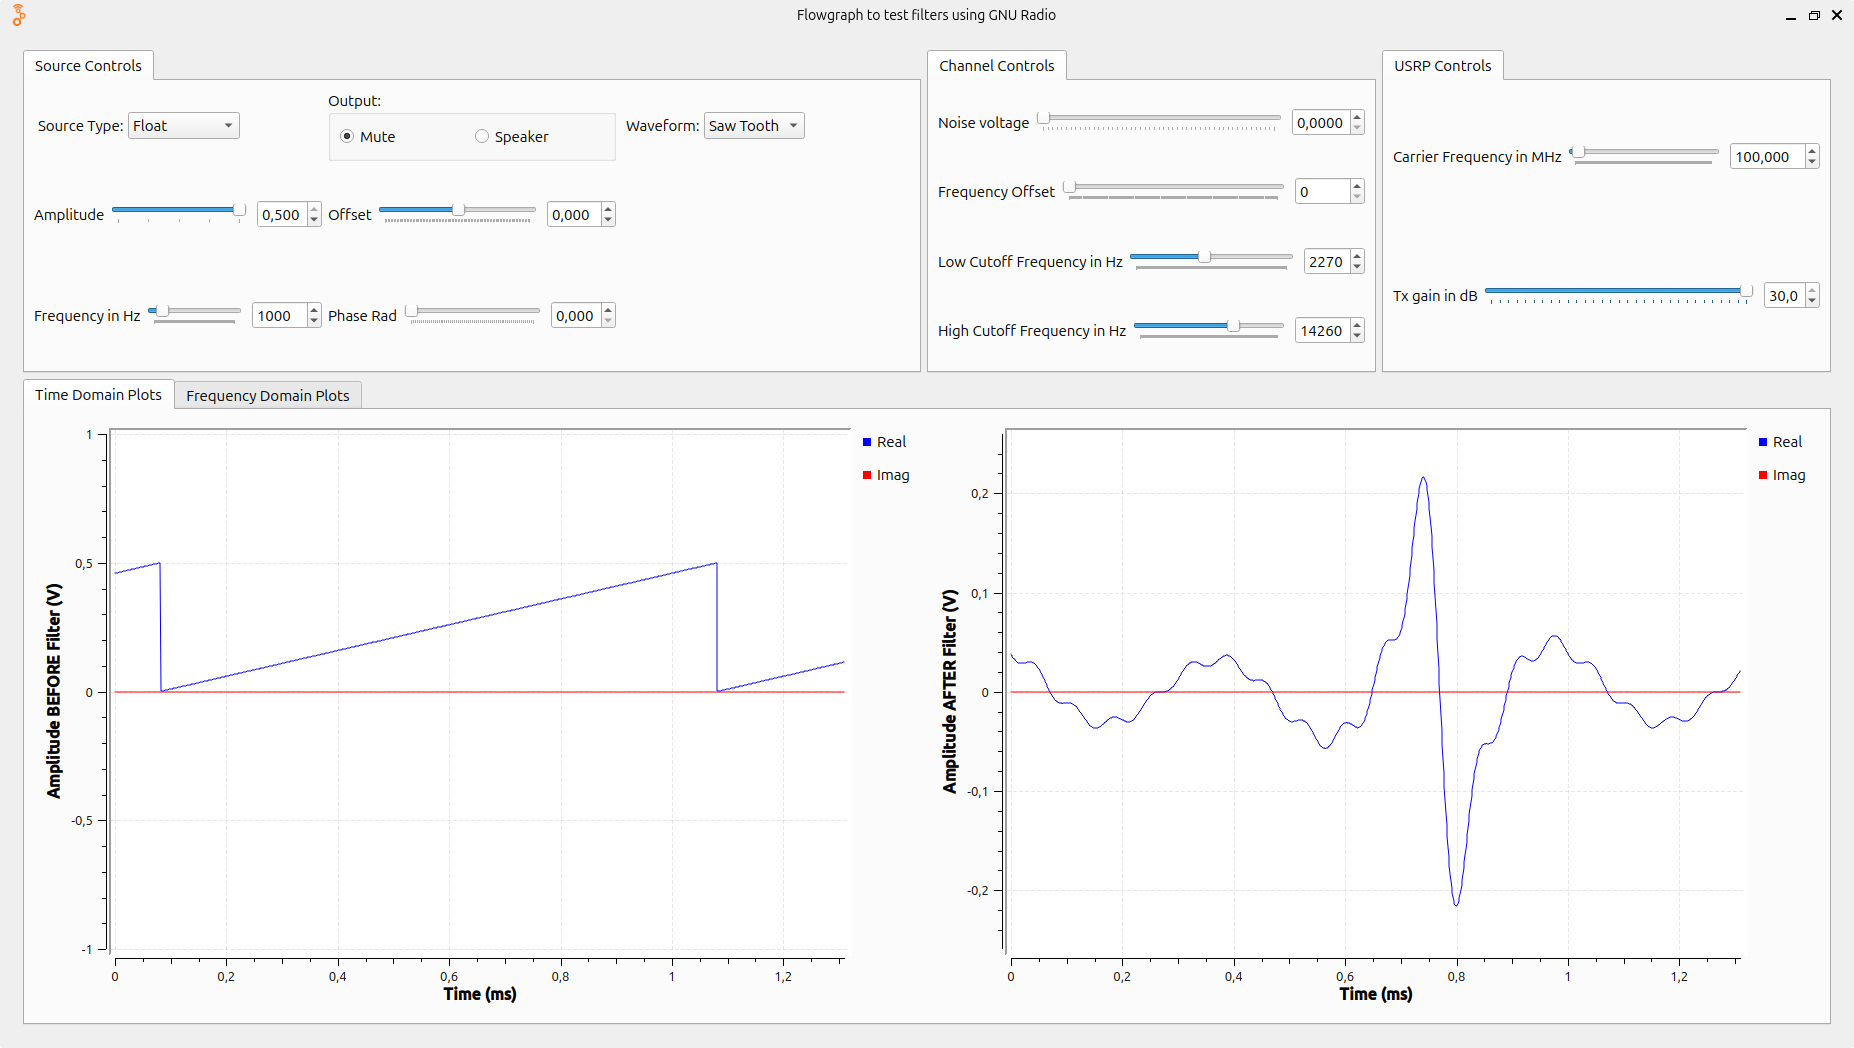 Flowgraph to test filters using GNU Radio
Source Controls
Source Type: Float
Output:
Mute
Speaker
Waveform: Saw Tooth
Amplitude 0,500
Offset 0,000
Frequency in Hz 1000
Phase Rad 0,000
Channel Controls
Noise voltage 0,0000
Frequency Offset 0
Low Cutoff Frequency in Hz 2270
High Cutoff Frequency in Hz 14260
USRP Controls
Carrier Frequency in MHz 100,000
Tx gain in dB 30,0
Time Domain Plots
Frequency Domain Plots
Amplitude BEFORE Filter (V)
1
0,5
0
-0,5
-1
0 0,2 0,4 0,6 0,8 1 1,2
Time (ms)
Real
Imag
Amplitude AFTER Filter (V)
0,2
0,1
0
-0,1
-0,2
0 0,2 0,4 0,6 0,8 1 1,2
Time (ms)
Real
Imag